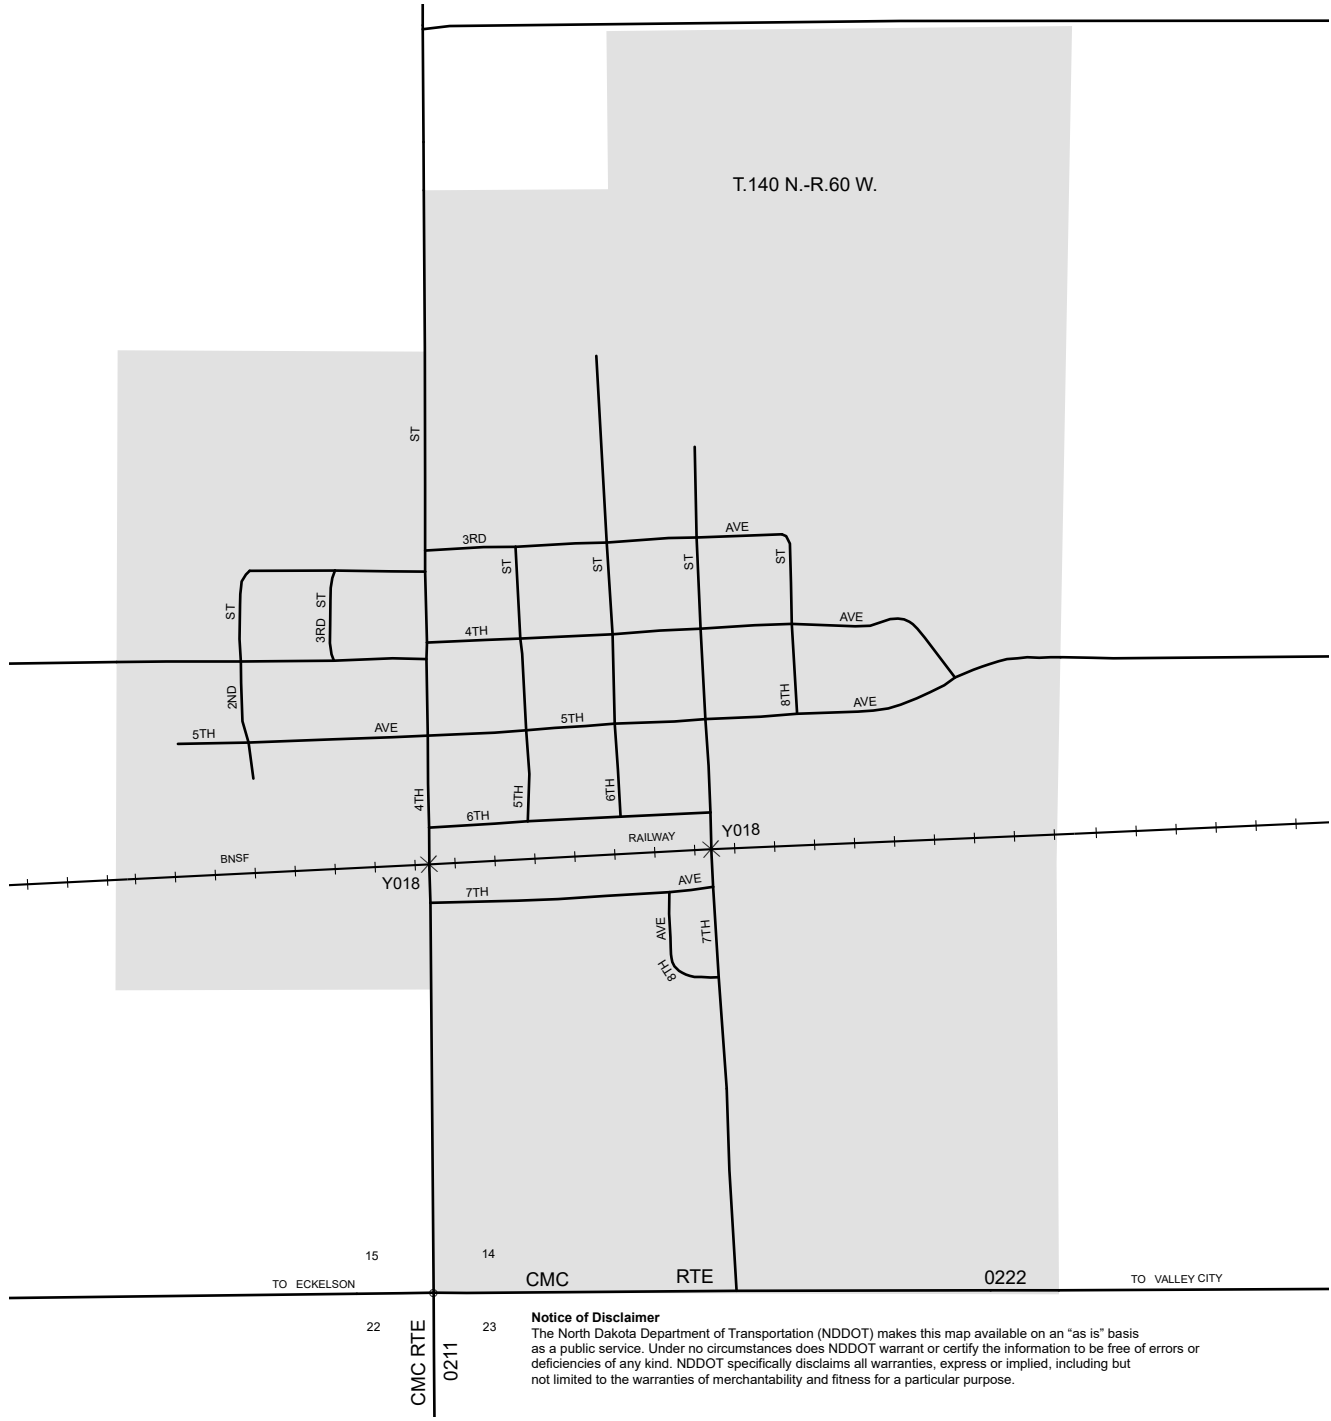 T.140 N.-R.60 W.
ST
3RD
AVE
ST
ST
ST
ST
ST
3RD ST
4TH
AVE
2ND
8TH
5TH
AVE
5TH
AVE
4TH
5TH
6TH
6TH
RAILWAY
Y018
BNSF
Y018
7TH
AVE
AVE
7TH
8TH
15
14
TO ECKELSON
CMC
RTE
0222
TO VALLEY CITY
22
23
CMC RTE
0211
Notice of Disclaimer
The North Dakota Department of Transportation (NDDOT) makes this map available on an “as is” basis
as a public service. Under no circumstances does NDDOT warrant or certify the information to be free of errors or
deficiencies of any kind. NDDOT specifically disclaims all warranties, express or implied, including but
not limited to the warranties of merchantability and fitness for a particular purpose.